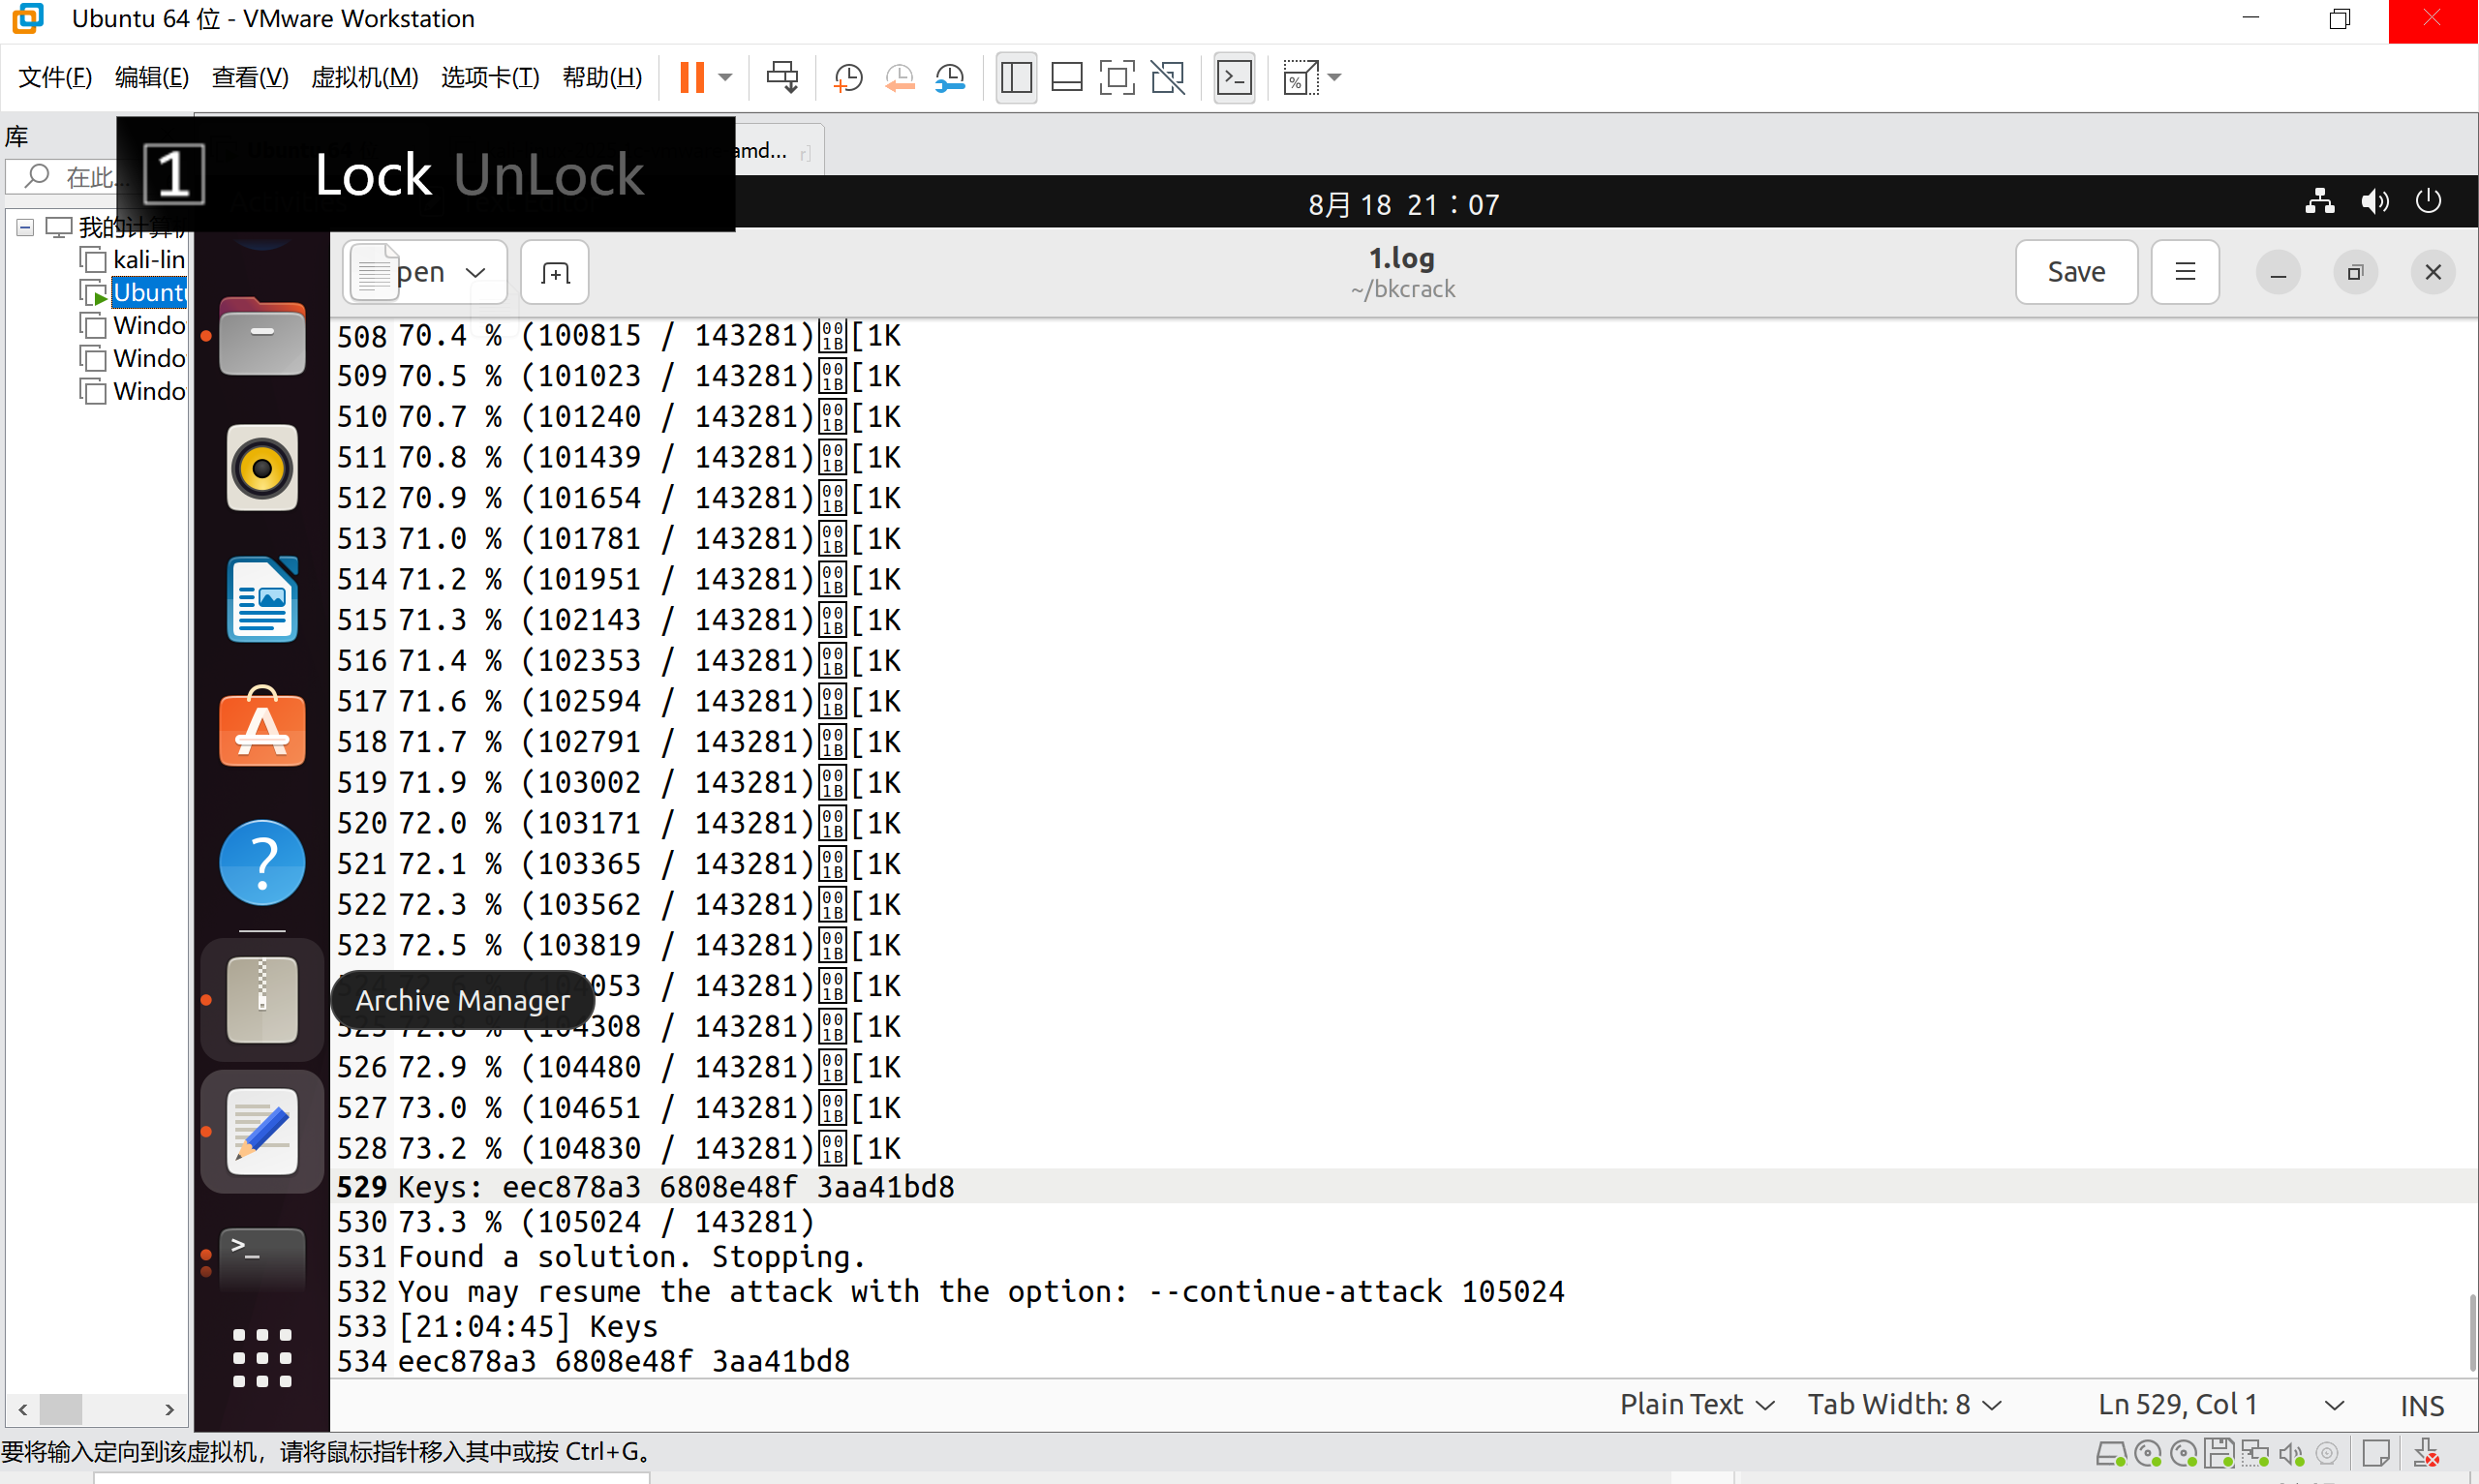 Ubuntu 64 位 - VMware Workstation
文件(F) 编辑(E) 查看(V) 虚拟机(M) 选项卡(T) 帮助(H)
库
在此...
1 Lock UnLock
amd...
我的计算机
kali-lin
Ubuntu
Windo
Windo
Windo
8月 18 21：07
pen
1.log
~/bkcrack
Save
508 70.4 % (100815 / 143281)[1K
509 70.5 % (101023 / 143281)[1K
510 70.7 % (101240 / 143281)[1K
511 70.8 % (101439 / 143281)[1K
512 70.9 % (101654 / 143281)[1K
513 71.0 % (101781 / 143281)[1K
514 71.2 % (101951 / 143281)[1K
515 71.3 % (102143 / 143281)[1K
516 71.4 % (102353 / 143281)[1K
517 71.6 % (102594 / 143281)[1K
518 71.7 % (102791 / 143281)[1K
519 71.9 % (103002 / 143281)[1K
520 72.0 % (103171 / 143281)[1K
521 72.1 % (103365 / 143281)[1K
522 72.3 % (103562 / 143281)[1K
523 72.5 % (103819 / 143281)[1K
053 / 143281)[1K
Archive Manager
525 72.8 % (104308 / 143281)[1K
526 72.9 % (104480 / 143281)[1K
527 73.0 % (104651 / 143281)[1K
528 73.2 % (104830 / 143281)[1K
529 Keys: eec878a3 6808e48f 3aa41bd8
530 73.3 % (105024 / 143281)
531 Found a solution. Stopping.
532 You may resume the attack with the option: --continue-attack 105024
533 [21:04:45] Keys
534 eec878a3 6808e48f 3aa41bd8
Plain Text Tab Width: 8 Ln 529, Col 1 INS
要将输入定向到该虚拟机，请将鼠标指针移入其中或按 Ctrl+G。